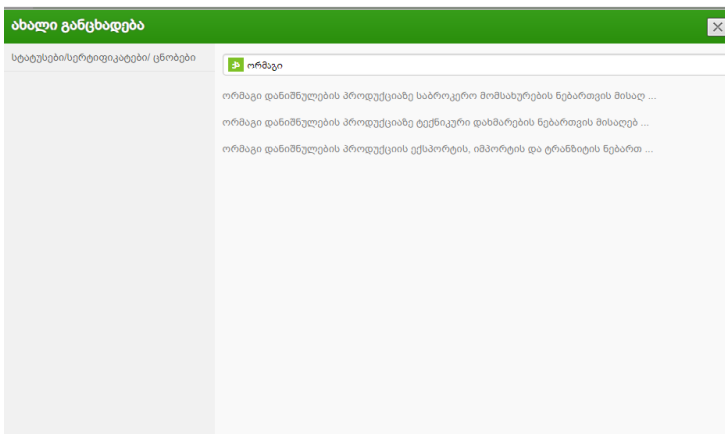 ახალი განცხადება
სტატუსები/სერტიფიკატები/ ცნობები
ორმაგი
ორმაგი დანიშნულების პროდუქციაზე საბროკერო მომსახურების ნებართვის მისაღ ...
ორმაგი დანიშნულების პროდუქციაზე ტექნიკური დახმარების ნებართვის მისაღებ ...
ორმაგი დანიშნულების პროდუქციის ექსპორტის, იმპორტის და ტრანზიტის ნებართ ...